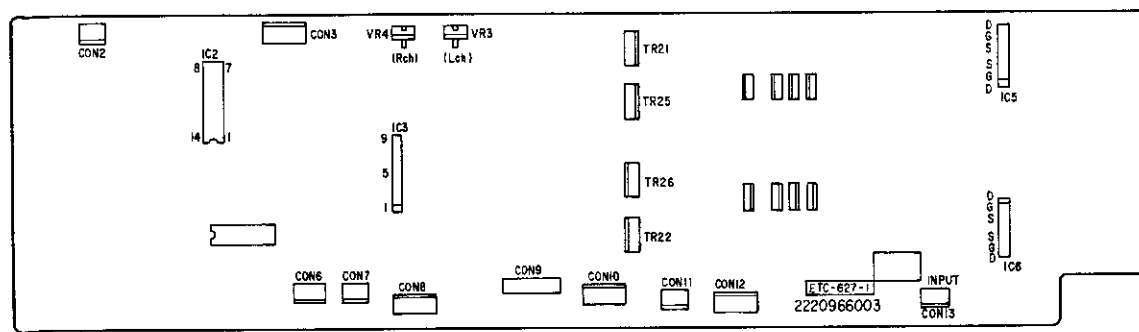 CON2
CON3
VR4
(Rch)
VR3
(Lch)
IC2
8 7
14 1
IC3
9
5
1
TR21
TR25
TR26
TR22
D
G
S
S
G
D
IC5
D
G
S
S
G
D
IC6
CON6
CON7
CON8
CON9
CON10
CON11
CON12
ETC-627-1
2220966003
INPUT
CON13